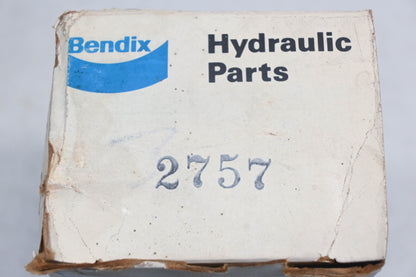 Bendix
Hydraulic
Parts
2757